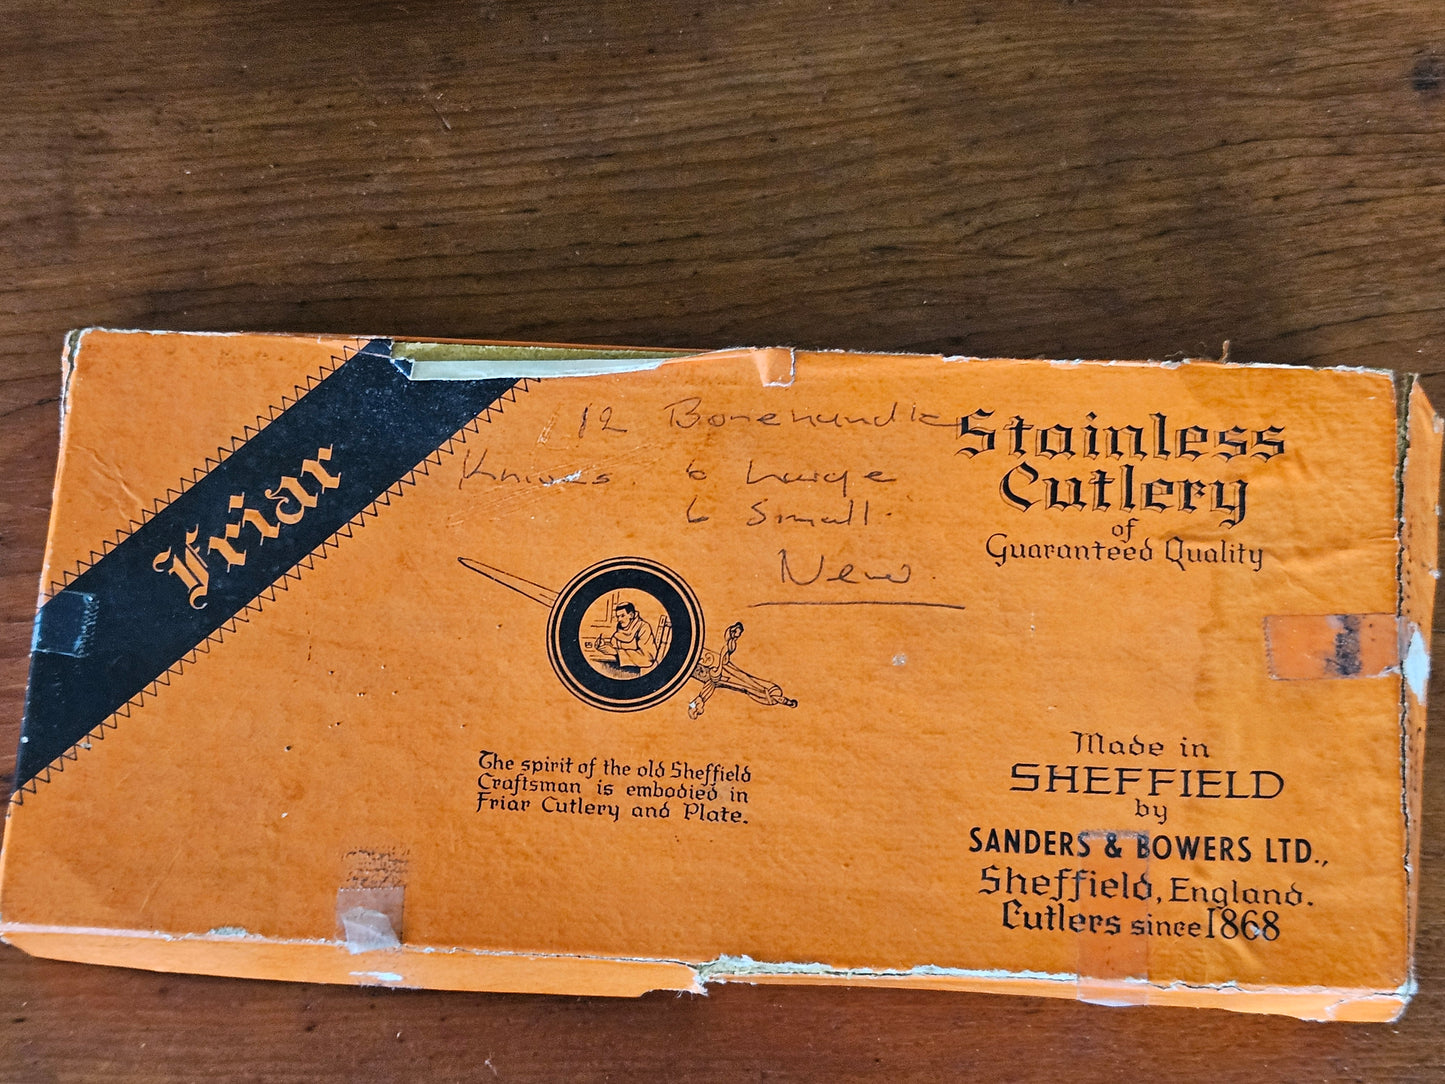 Friar
12 Bonehandle
Knives. 6 Large
6 Small.
New.
Stainless
Cutlery
of
Guaranteed Quality
The spirit of the old Sheffield
Craftsman is embodied in
Friar Cutlery and Plate.
Made in
SHEFFIELD
by
SANDERS & BOWERS LTD.,
Sheffield, England.
Cutlers since 1868